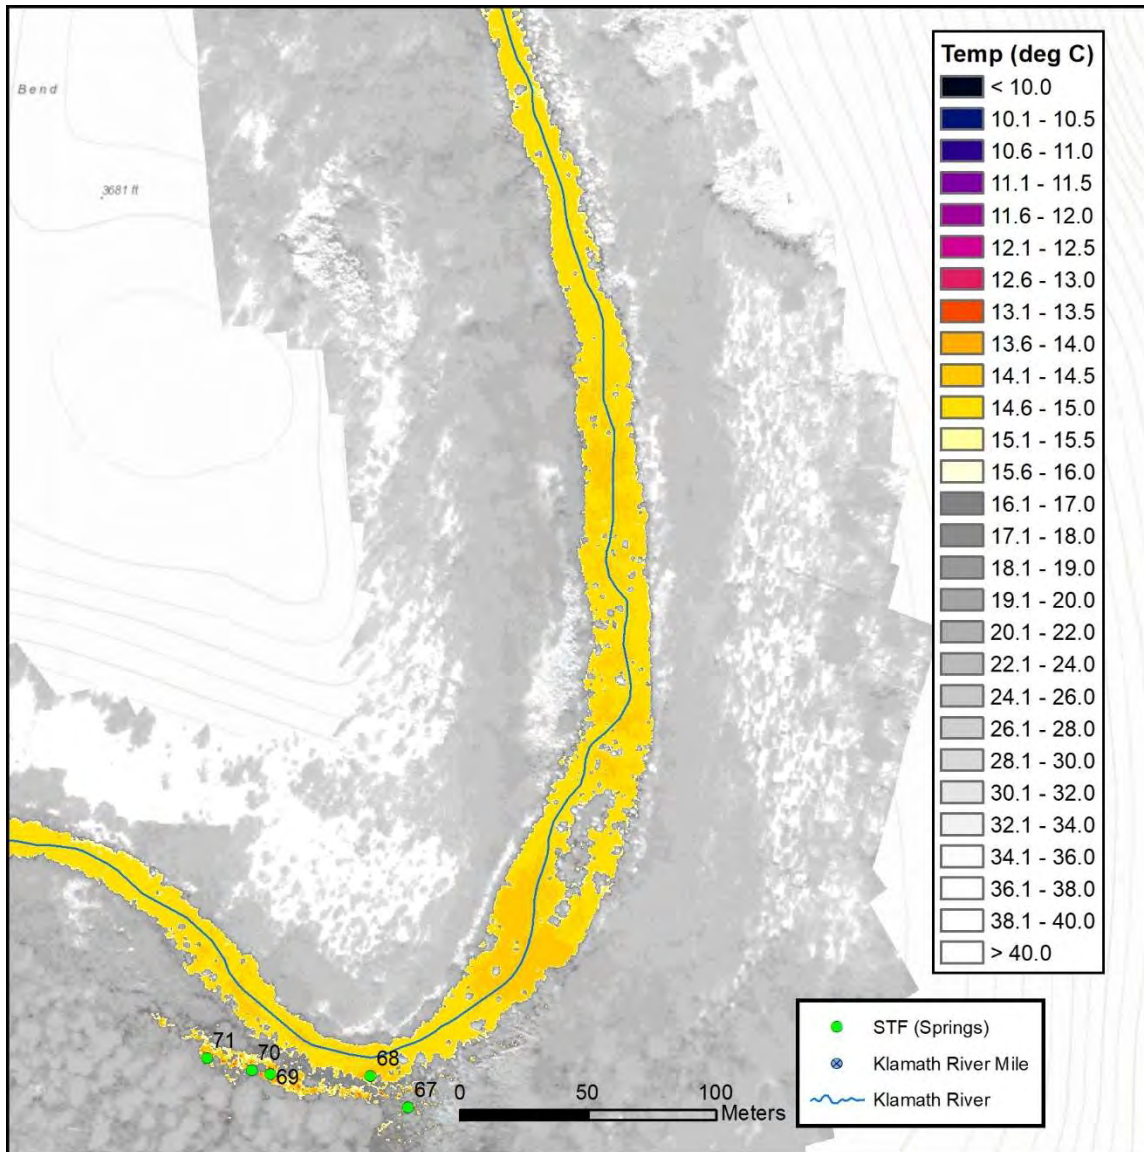 Bend
3681 ft
Temp (deg C)
< 10.0
10.1 - 10.5
10.6 - 11.0
11.1 - 11.5
11.6 - 12.0
12.1 - 12.5
12.6 - 13.0
13.1 - 13.5
13.6 - 14.0
14.1 - 14.5
14.6 - 15.0
15.1 - 15.5
15.6 - 16.0
16.1 - 17.0
17.1 - 18.0
18.1 - 19.0
19.1 - 20.0
20.1 - 22.0
22.1 - 24.0
24.1 - 26.0
26.1 - 28.0
28.1 - 30.0
30.1 - 32.0
32.1 - 34.0
34.1 - 36.0
36.1 - 38.0
38.1 - 40.0
> 40.0
71
70
69
68
67
0 50 100
Meters
STF (Springs)
Klamath River Mile
Klamath River